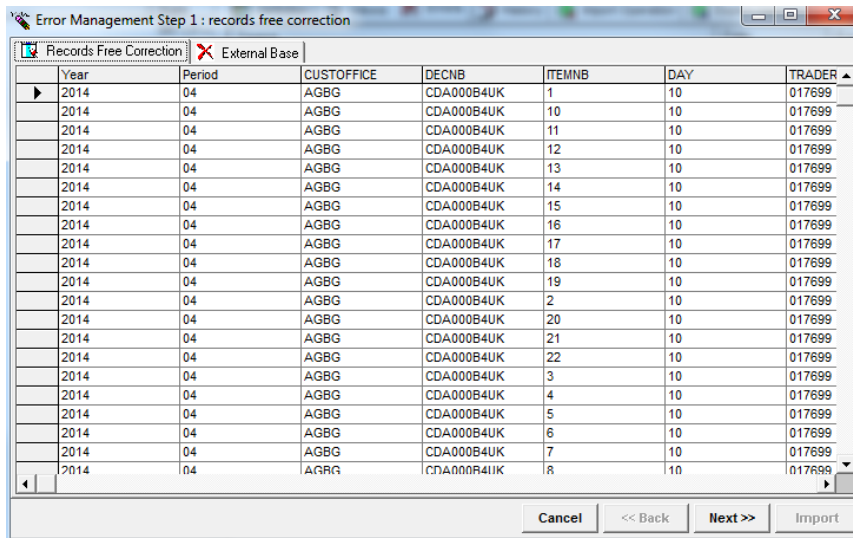 Error Management Step 1 : records free correction
Records Free Correction External Base
Year Period CUSTOFFICE DECNB ITEMNB DAY TRADER
2014 04 AGBG CDA000B4UK 1 10 017699
2014 04 AGBG CDA000B4UK 10 10 017699
2014 04 AGBG CDA000B4UK 11 10 017699
2014 04 AGBG CDA000B4UK 12 10 017699
2014 04 AGBG CDA000B4UK 13 10 017699
2014 04 AGBG CDA000B4UK 14 10 017699
2014 04 AGBG CDA000B4UK 15 10 017699
2014 04 AGBG CDA000B4UK 16 10 017699
2014 04 AGBG CDA000B4UK 17 10 017699
2014 04 AGBG CDA000B4UK 18 10 017699
2014 04 AGBG CDA000B4UK 19 10 017699
2014 04 AGBG CDA000B4UK 2 10 017699
2014 04 AGBG CDA000B4UK 20 10 017699
2014 04 AGBG CDA000B4UK 21 10 017699
2014 04 AGBG CDA000B4UK 22 10 017699
2014 04 AGBG CDA000B4UK 3 10 017699
2014 04 AGBG CDA000B4UK 4 10 017699
2014 04 AGBG CDA000B4UK 5 10 017699
2014 04 AGBG CDA000B4UK 6 10 017699
2014 04 AGBG CDA000B4UK 7 10 017699
2014 04 AGBG CDA000B4UK 8 10 017699
Cancel << Back Next >> Import